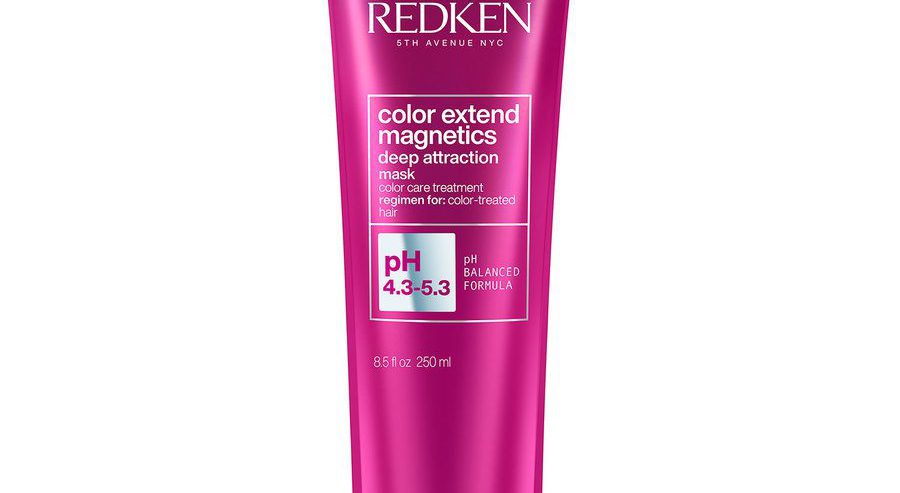 REDKEN
5TH AVENUE NYC
color extend
magnetics
deep attraction
mask
color care treatment
regimen for: color-treated
hair
pH
4.3-5.3
pH
BALANCED
FORMULA
8.5 fl oz 250 ml